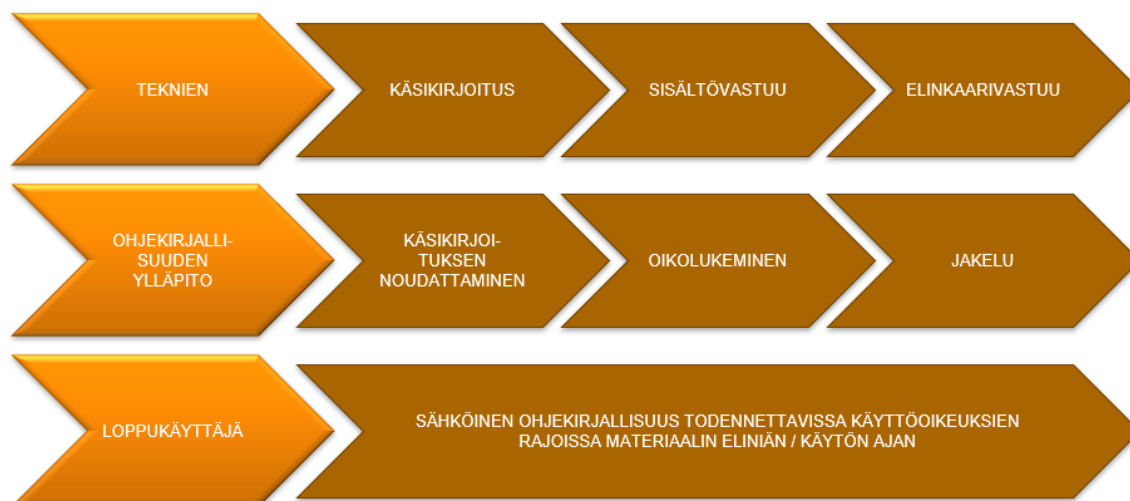 TEKNIEN
KÄSIKIRJOITUS
SISÄLTÖVASTUU
ELINKAARIVASTUU
OHJEKIRJALLI-
SUUDEN
YLLÄPITO
KÄSIKIRJOI-
TUKSEN
NOUDATTAMINEN
OIKOLUKEMINEN
JAKELU
LOPPUKÄYTTÄJÄ
SÄHKÖINEN OHJEKIRJALLISUUS TODENNETTAVISSA KÄYTTÖOIKEUKSIEN
RAJOISSA MATERIAALIN ELINIÄN / KÄYTÖN AJAN